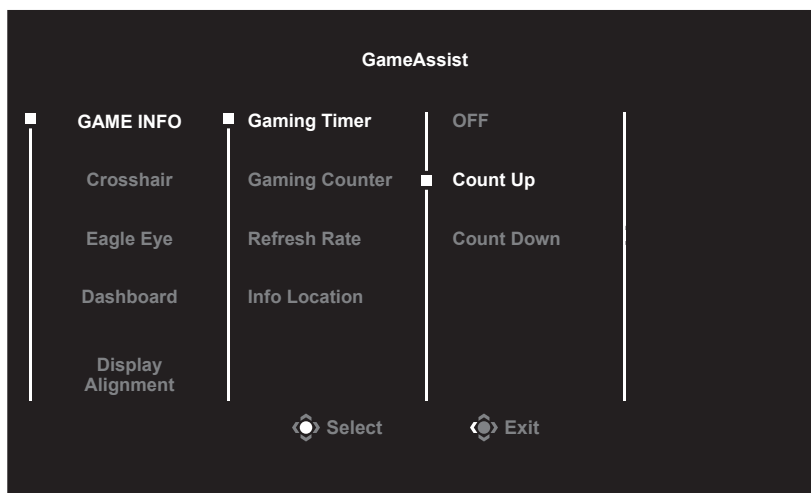 GameAssist
GAME INFO
Gaming Timer
OFF
Crosshair
Gaming Counter
Count Up
Eagle Eye
Refresh Rate
Count Down
Dashboard
Info Location
Display
Alignment
Select
Exit